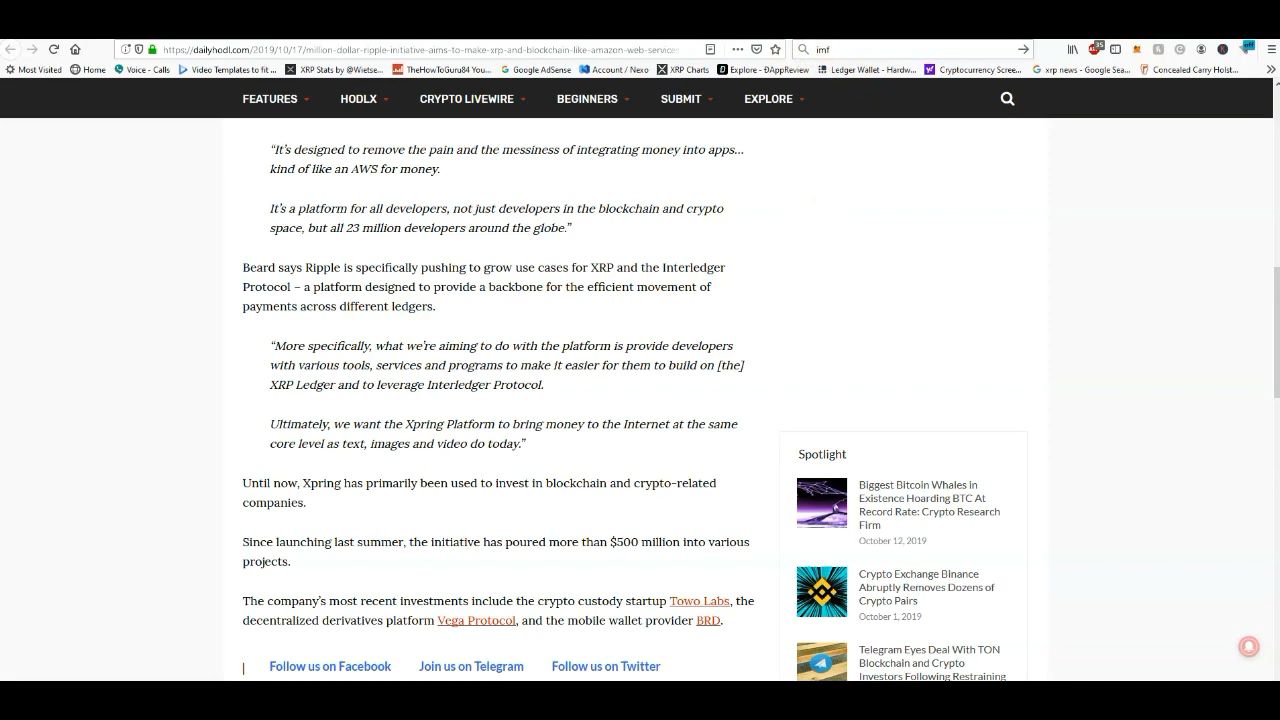 https://dailyhodl.com/2019/10/17/million-dollar-ripple-initiative-aims-to-make-xrp-and-blockchain-like-amazon-web-services
imf
Most Visited
Home
Voice - Calls
Video Templates to fit ...
XRP Stats by @Wietse...
TheHowToGuru84 You...
Google AdSense
Account / Nexo
XRP Charts
Explore - ÐAppReview
Ledger Wallet - Hardw...
Cryptocurrency Scree...
xrp news - Google Sea...
Concealed Carry Holst...
FEATURES
HODLX
CRYPTO LIVEWIRE
BEGINNERS
SUBMIT
EXPLORE
“It’s designed to remove the pain and the messiness of integrating money into apps…
kind of like an AWS for money.
It’s a platform for all developers, not just developers in the blockchain and crypto
space, but all 23 million developers around the globe.”
Beard says Ripple is specifically pushing to grow use cases for XRP and the Interledger
Protocol – a platform designed to provide a backbone for the efficient movement of
payments across different ledgers.
“More specifically, what we’re aiming to do with the platform is provide developers
with various tools, services and programs to make it easier for them to build on [the]
XRP Ledger and to leverage Interledger Protocol.
Ultimately, we want the Xpring Platform to bring money to the Internet at the same
core level as text, images and video do today.”
Until now, Xpring has primarily been used to invest in blockchain and crypto-related
companies.
Since launching last summer, the initiative has poured more than $500 million into various
projects.
The company’s most recent investments include the crypto custody startup Towo Labs, the
decentralized derivatives platform Vega Protocol, and the mobile wallet provider BRD.
Follow us on Facebook
Join us on Telegram
Follow us on Twitter
Spotlight
Biggest Bitcoin Whales in
Existence Hoarding BTC At
Record Rate: Crypto Research
Firm
October 12, 2019
Crypto Exchange Binance
Abruptly Removes Dozens of
Crypto Pairs
October 1, 2019
Telegram Eyes Deal With TON
Blockchain and Crypto
Investors Following Restraining